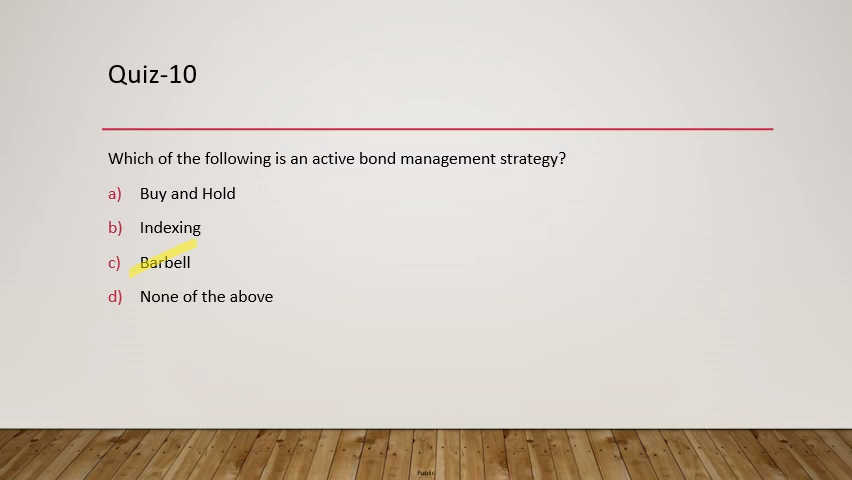 Quiz-10
Which of the following is an active bond management strategy?
a) Buy and Hold
b) Indexing
c) Barbell
d) None of the above
Public